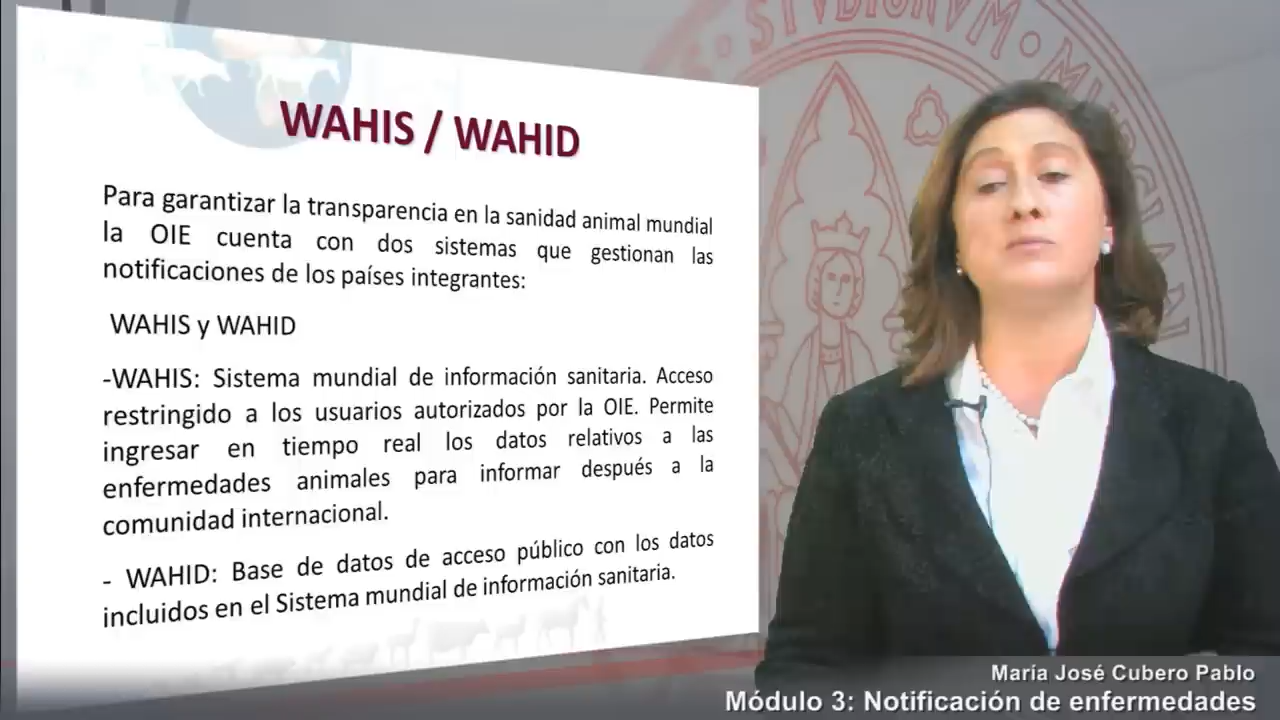 STVDIORVM
WAHIS / WAHID
Para garantizar la transparencia en la sanidad animal mundial
la OIE cuenta con dos sistemas que gestionan las
notificaciones de los países integrantes:
WAHIS y WAHID
-WAHIS: Sistema mundial de información sanitaria. Acceso
restringido a los usuarios autorizados por la OIE. Permite
ingresar en tiempo real los datos relativos a las
enfermedades animales para informar después a la
comunidad internacional.
- WAHID: Base de datos de acceso público con los datos
incluidos en el Sistema mundial de información sanitaria.
María José Cubero Pablo
Módulo 3: Notificación de enfermedades